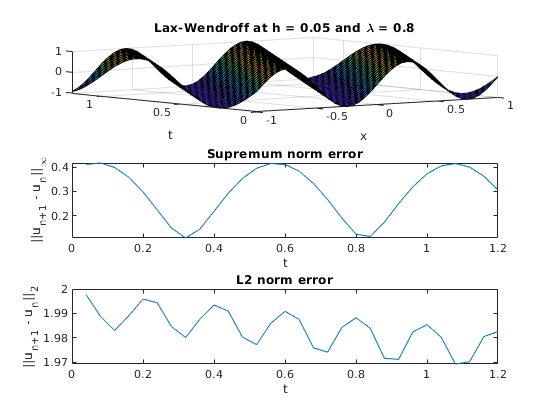 Lax-Wendroff at h = 0.05 and λ = 0.8
1
0
-1
1
0.5
0
-1
-0.5
0
0.5
1
t
x
Supremum norm error
0.4
0.3
0.2
||u_{n+1} - u_n||_∞
0 0.2 0.4 0.6 0.8 1 1.2
t
L2 norm error
2
1.99
1.98
1.97
||u_{n+1} - u_n||_2
0 0.2 0.4 0.6 0.8 1 1.2
t